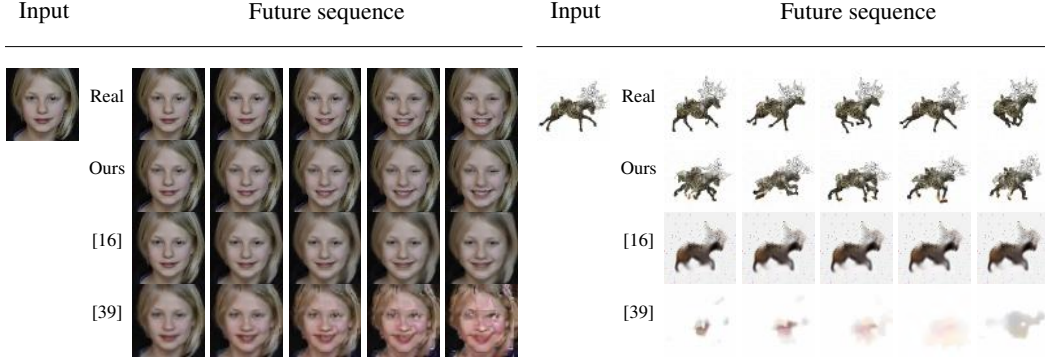 Input Future sequence Input Future sequence
Real Real
Ours Ours
[16] [16]
[39] [39]